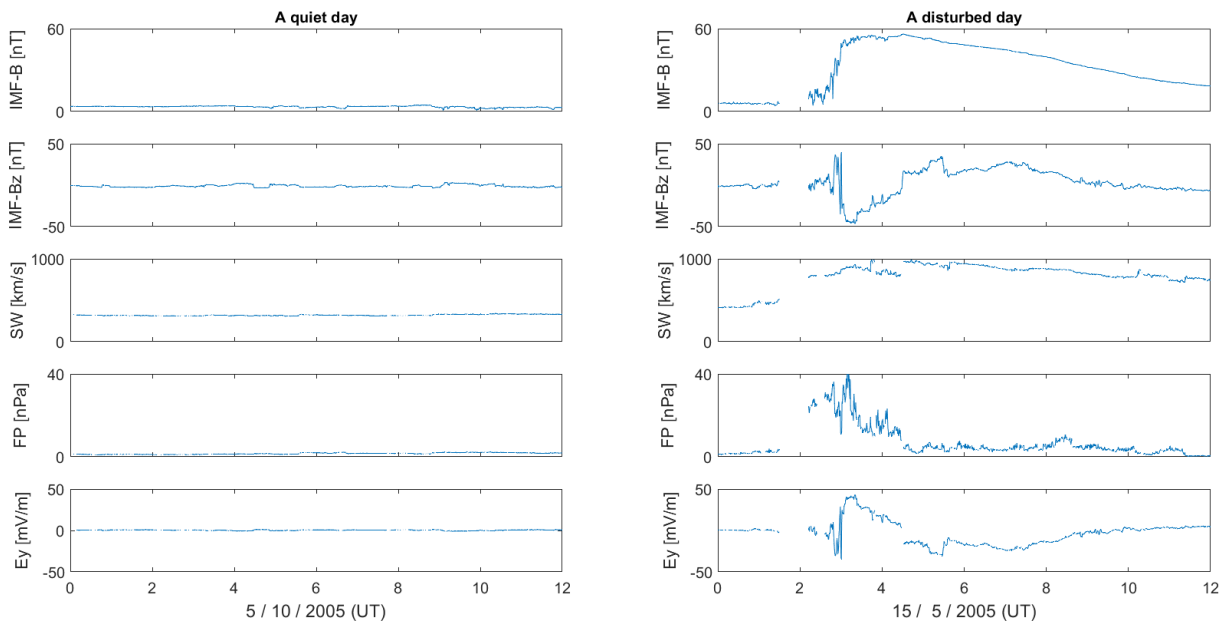 A quiet day
60
IMF-B [nT]
0
50
IMF-Bz [nT]
-50
1000
SW [km/s]
0
40
FP [nPa]
0
50
Ey [mV/m]
0
-50
0 2 4 6 8 10 12
5 / 10 / 2005 (UT)
A disturbed day
60
IMF-B [nT]
0
50
IMF-Bz [nT]
-50
1000
SW [km/s]
0
40
FP [nPa]
0
50
Ey [mV/m]
0
-50
0 2 4 6 8 10 12
15 / 5 / 2005 (UT)